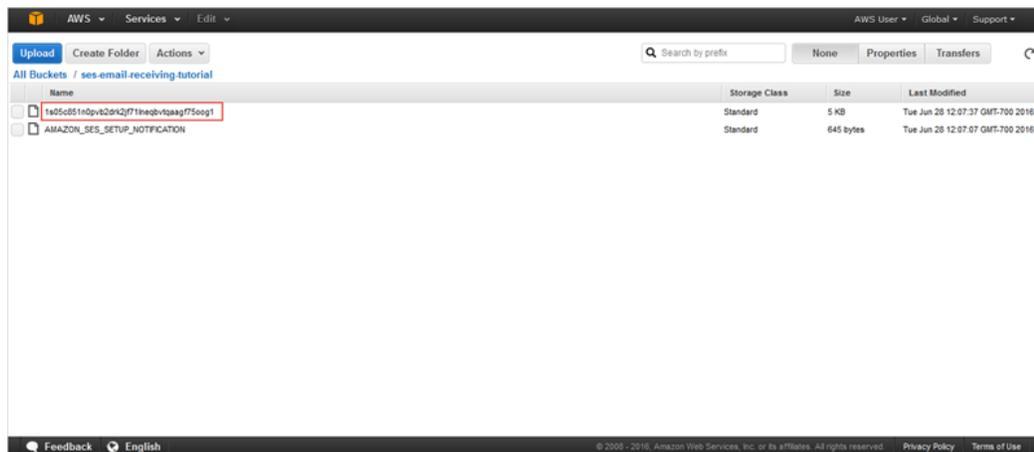 AWS Services Edit AWS User Global Support
Upload Create Folder Actions Search by prefix None Properties Transfers
All Buckets / ses-email-receiving-tutorial
Name Storage Class Size Last Modified
Standard 5 KB Tue Jun 28 12:07:37 GMT-700 2016
AMAZON_SES_SETUP_NOTIFICATION Standard 645 bytes Tue Jun 28 12:07:07 GMT-700 2016
Feedback English © 2008 - 2016, Amazon Web Services, Inc. or its affiliates. All rights reserved. Privacy Policy Terms of Use